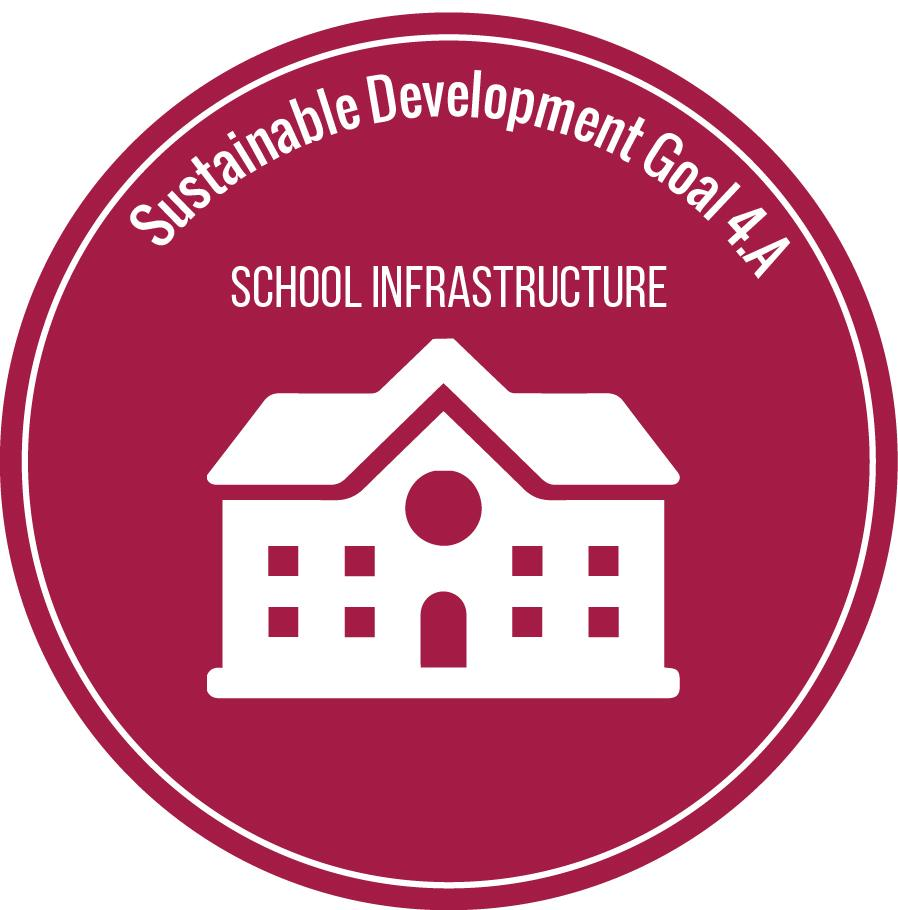 Sustainable Development Goal 4.A
SCHOOL INFRASTRUCTURE